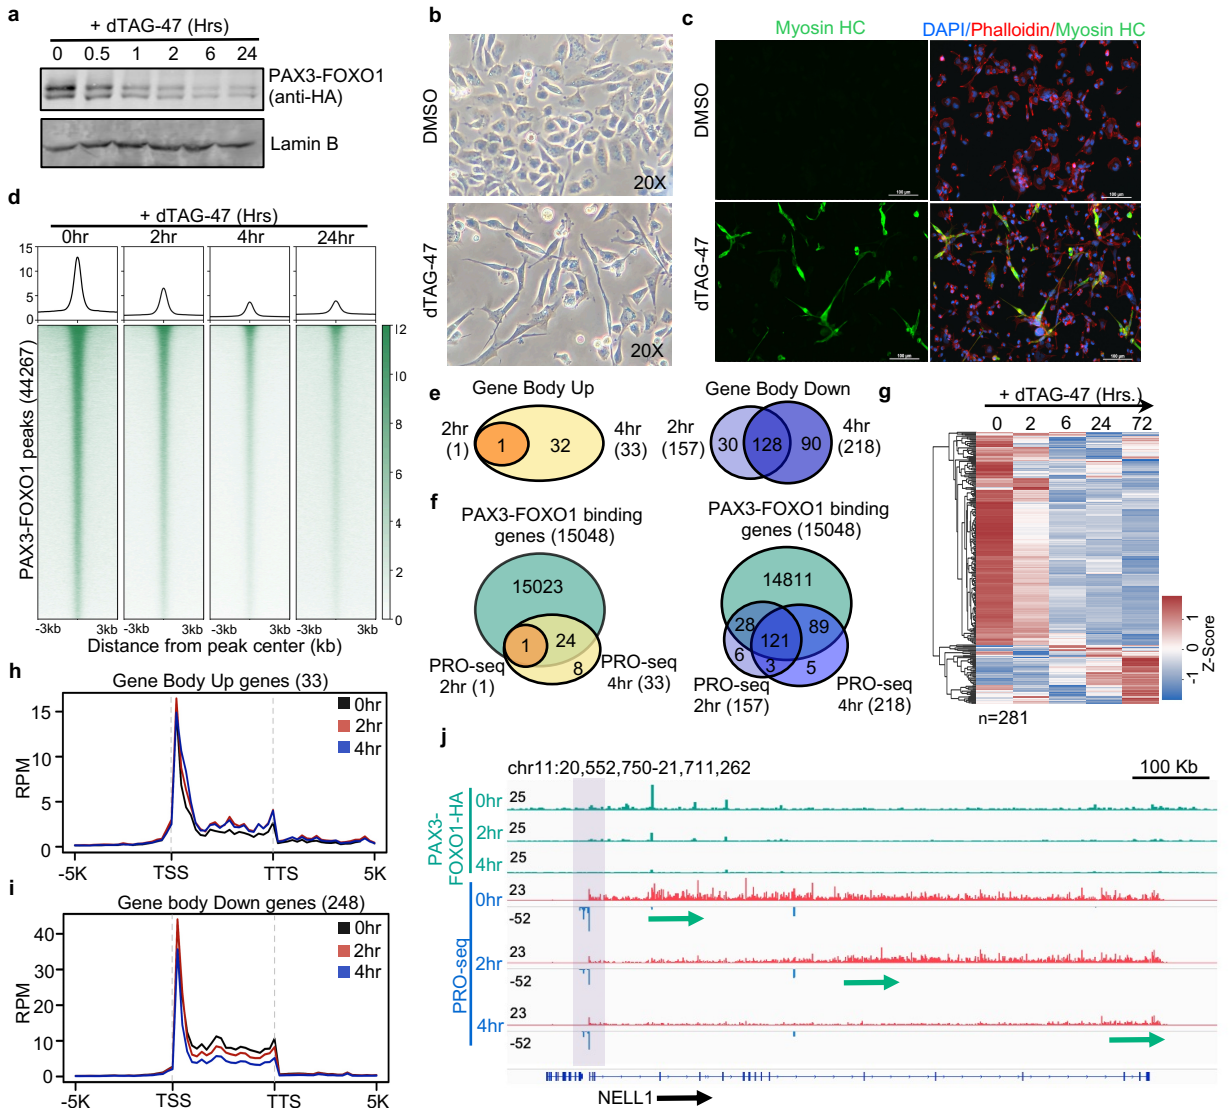 a
+ dTAG-47 (Hrs)
0 0.5 1 2 6 24
PAX3-FOXO1
(anti-HA)
Lamin B
b
DMSO
20X
dTAG-47
20X
c
Myosin HC
DAPI/Phalloidin/Myosin HC
DMSO
100 µm
100 µm
dTAG-47
100 µm
100 µm
d
+ dTAG-47 (Hrs)
0hr 2hr 4hr 24hr
15
10
5
0
PAX3-FOXO1 peaks (44267)
12
10
8
6
4
2
0
-3kb 3kb -3kb 3kb -3kb 3kb -3kb 3kb
Distance from peak center (kb)
e
Gene Body Up
2hr
(1)
1
32
4hr
(33)
Gene Body Down
2hr
(157)
30
128
90
4hr
(218)
f
PAX3-FOXO1 binding
genes (15048)
15023
1
24
8
PRO-seq
2hr (1)
PRO-seq
4hr (33)
PAX3-FOXO1 binding
genes (15048)
14811
28
121
89
6
3
5
PRO-seq
2hr (157)
PRO-seq
4hr (218)
g
+ dTAG-47 (Hrs.)
0 2 6 24 72
1
0
-1
Z-Score
n=281
h
Gene Body Up genes (33)
0hr
2hr
4hr
RPM
15
10
5
0
-5K TSS TTS 5K
i
Gene body Down genes (248)
0hr
2hr
4hr
RPM
40
30
20
10
0
-5K TSS TTS 5K
j
chr11:20,552,750-21,711,262
100 Kb
PAX3-
FOXO1-HA
0hr 25
2hr 25
4hr 25
PRO-seq
0hr 23
-52
2hr 23
-52
4hr 23
-52
NELL1